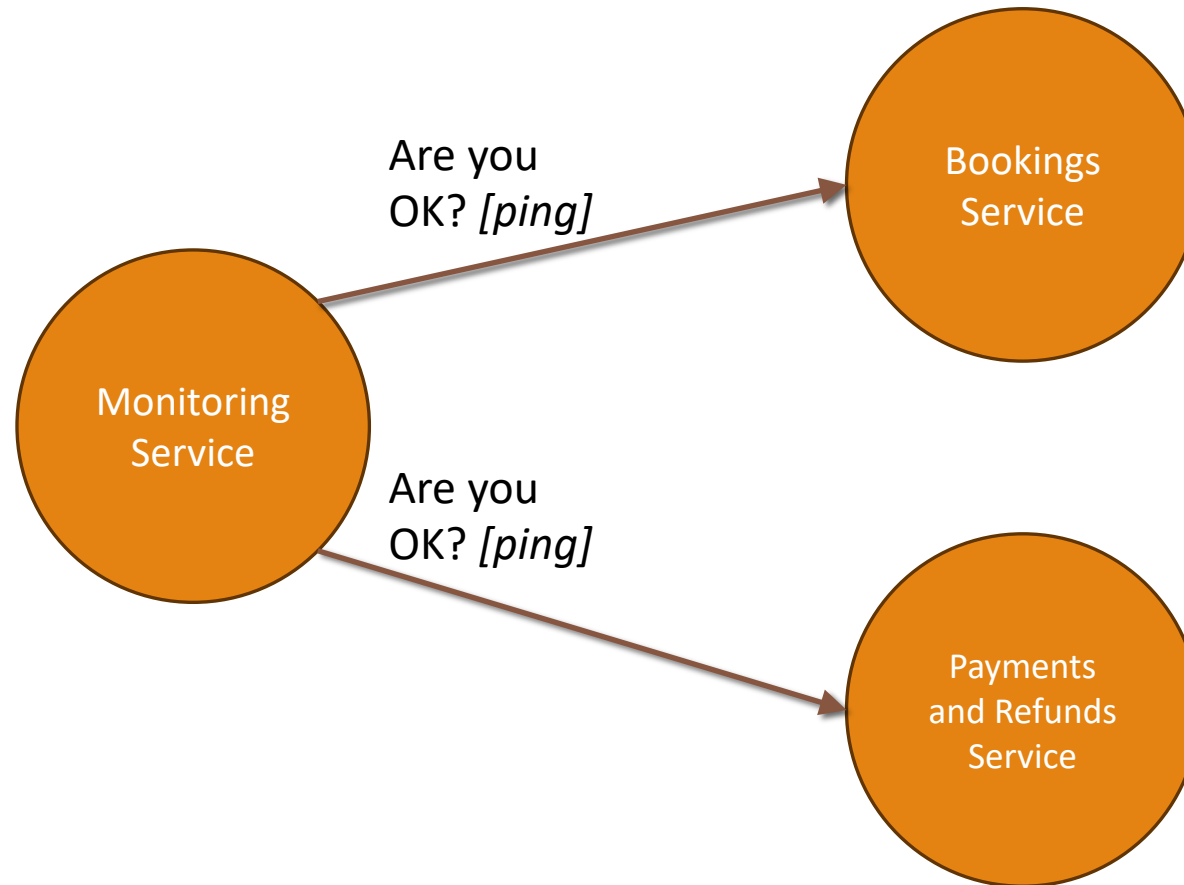 Are you
OK? [ping]
Bookings
Service
Monitoring
Service
Are you
OK? [ping]
Payments
and Refunds
Service